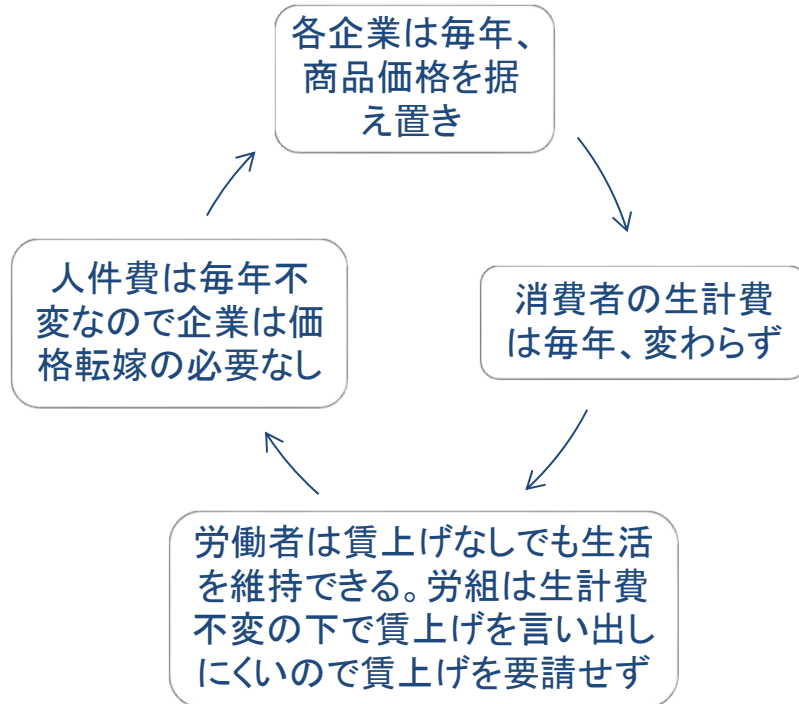 各企業は毎年、
商品価格を据
え置き
消費者の生計費
は毎年、変わらず
労働者は賃上げなしでも生活
を維持できる。労組は生計費
不変の下で賃上げを言い出し
にくいので賃上げを要請せず
人件費は毎年不
変なので企業は価
格転嫁の必要なし